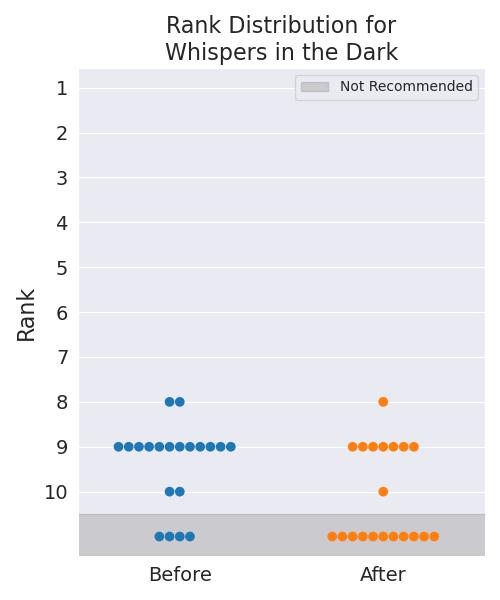 Rank Distribution for
Whispers in the Dark
Not Recommended
1
2
3
4
5
6
7
8
9
10
Rank
Before
After